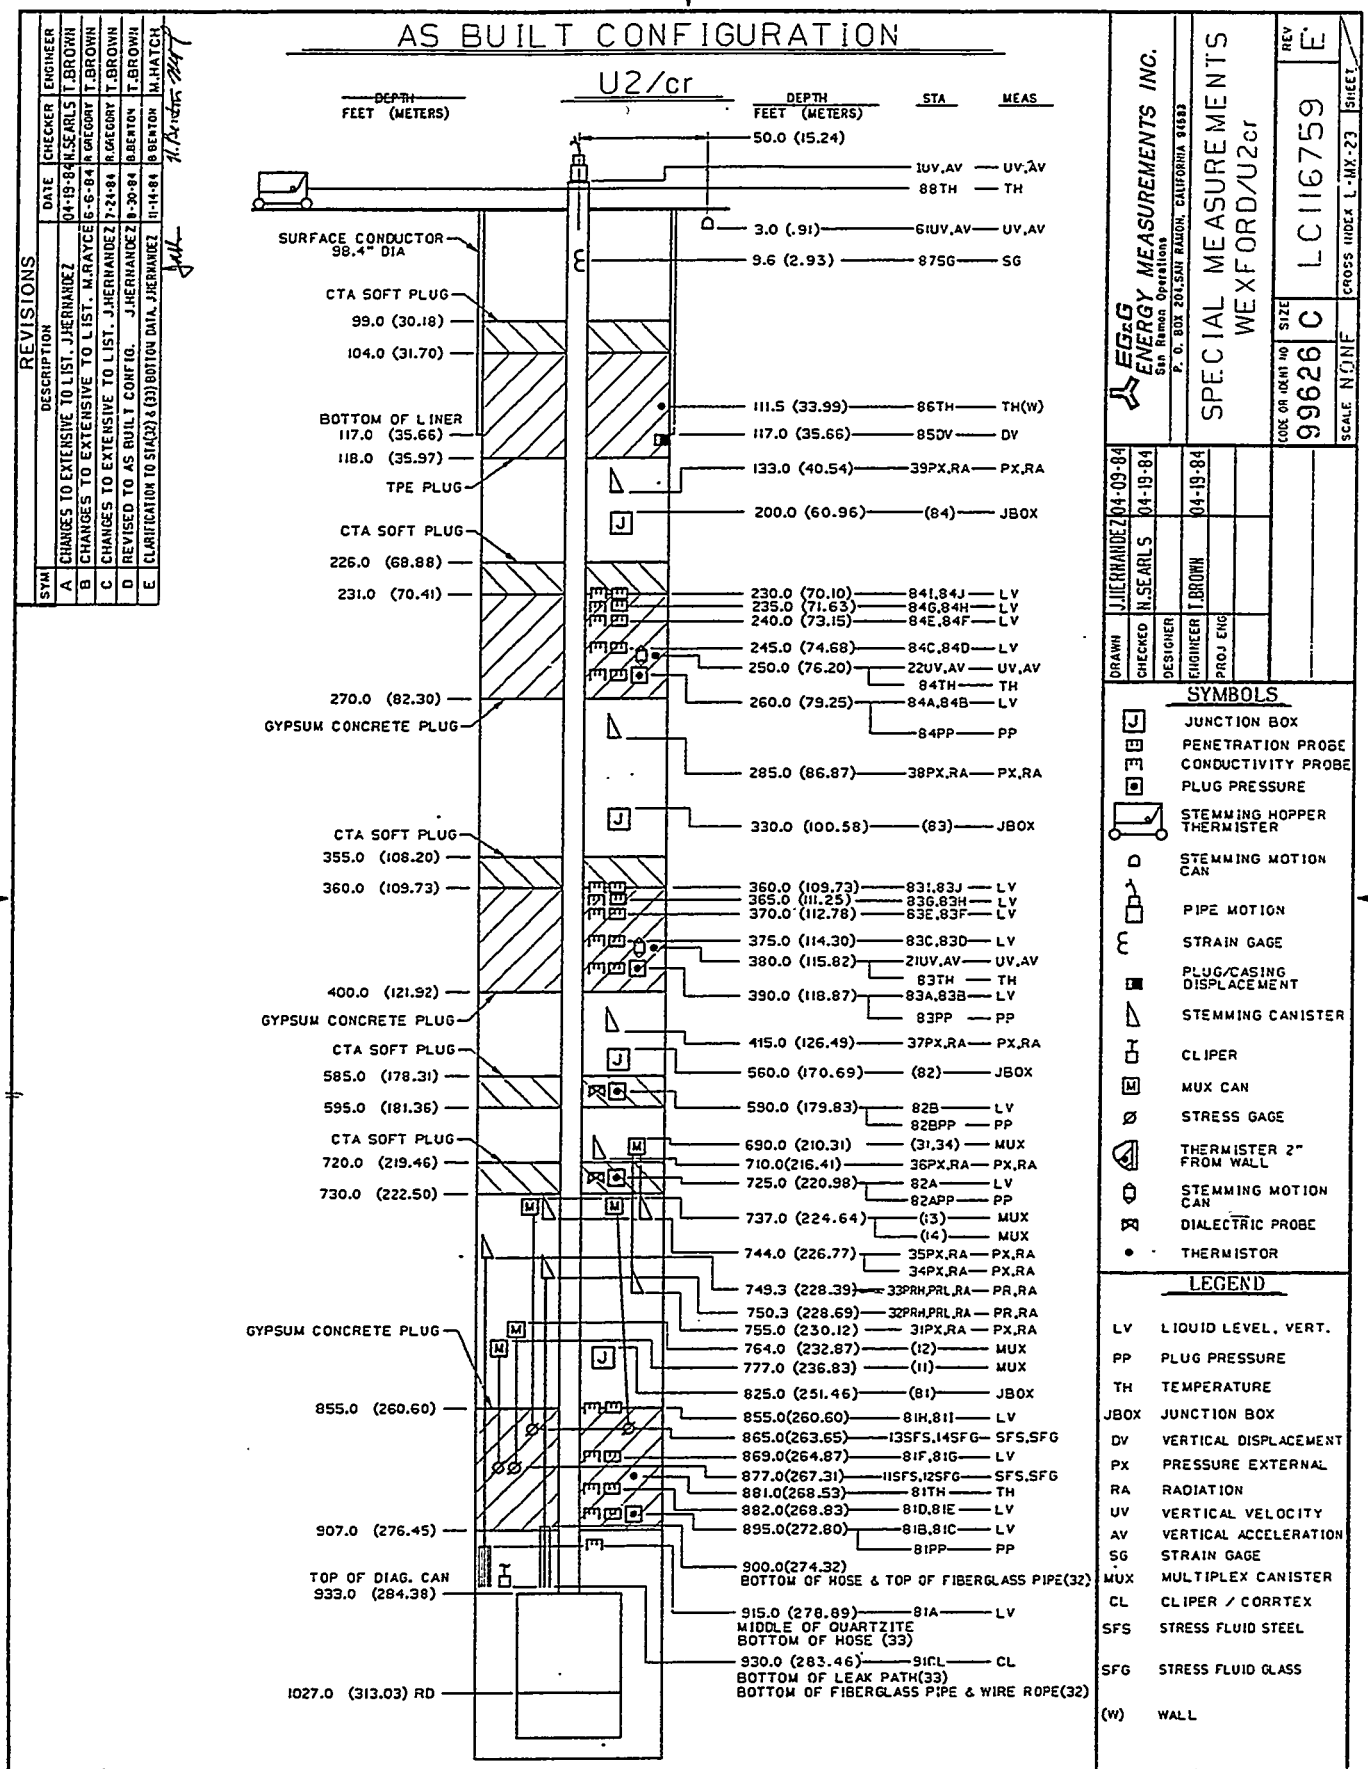 AS BUILT CONFIGURATION
U2/cr
DEPTH
FEET (METERS)
DEPTH
FEET (METERS)
STA
MEAS
50.0 (15.24)
1UV,AV UV,AV
88TH TH
3.0 (.91) 61UV,AV UV,AV
9.6 (2.93) 87SG SG
111.5 (33.99) 86TH TH(W)
117.0 (35.66) 85DV DV
133.0 (40.54) 39PX,RA PX,RA
200.0 (60.96) (84) JBOX
230.0 (70.10) 84I,84J LV
235.0 (71.63) 84G,84H LV
240.0 (73.15) 84E,84F LV
245.0 (74.68) 84C,84D LV
250.0 (76.20) 22UV,AV UV,AV
84TH TH
260.0 (79.25) 84A,84B LV
84PP PP
285.0 (86.87) 38PX,RA PX,RA
330.0 (100.58) (83) JBOX
360.0 (109.73) 83I,83J LV
365.0 (111.25) 83G,83H LV
370.0 (112.78) 83E,83F LV
375.0 (114.30) 83C,83D LV
380.0 (115.82) 21UV,AV UV,AV
83TH TH
390.0 (118.87) 83A,83B LV
83PP PP
415.0 (126.49) 37PX,RA PX,RA
560.0 (170.69) (82) JBOX
590.0 (179.83) 82B LV
82BPP PP
690.0 (210.31) (31,34) MUX
710.0(216.41) 36PX,RA PX,RA
725.0 (220.98) 82A LV
82APP PP
737.0 (224.64) (13) MUX
(14) MUX
744.0 (226.77) 35PX,RA PX,RA
34PX,RA PX,RA
749.3 (228.39) 33PRH,PRL,RA PR,RA
750.3 (228.69) 32PRH,PRL,RA PR,RA
755.0 (230.12) 31PX,RA PX,RA
764.0 (232.87) (12) MUX
777.0 (236.83) (11) MUX
825.0 (251.46) (81) JBOX
855.0(260.60) 81H,81I LV
865.0(263.65) 13SFS,14SFG SFS,SFG
869.0(264.87) 81F,81G LV
877.0(267.31) 11SFS,12SFG SFS,SFG
881.0(268.53) 81TH TH
882.0(268.83) 81D,81E LV
895.0(272.80) 81B,81C LV
81PP PP
900.0(274.32)
BOTTOM OF HOSE & TOP OF FIBERGLASS PIPE(32)
915.0 (278.89) 81A LV
MIDDLE OF QUARTZITE
BOTTOM OF HOSE (33)
930.0 (283.46) 91CL CL
BOTTOM OF LEAK PATH(33)
BOTTOM OF FIBERGLASS PIPE & WIRE ROPE(32)
SURFACE CONDUCTOR
98.4" DIA
CTA SOFT PLUG
99.0 (30.18)
104.0 (31.70)
BOTTOM OF LINER
117.0 (35.66)
118.0 (35.97)
TPE PLUG
CTA SOFT PLUG
226.0 (68.88)
231.0 (70.41)
270.0 (82.30)
GYPSUM CONCRETE PLUG
CTA SOFT PLUG
355.0 (108.20)
360.0 (109.73)
400.0 (121.92)
GYPSUM CONCRETE PLUG
CTA SOFT PLUG
585.0 (178.31)
595.0 (181.36)
CTA SOFT PLUG
720.0 (219.46)
730.0 (222.50)
GYPSUM CONCRETE PLUG
855.0 (260.60)
907.0 (276.45)
TOP OF DIAG. CAN
933.0 (284.38)
1027.0 (313.03) RD
J
J
J
M
M
M
M
M
J
REVISIONS
SYM DESCRIPTION DATE CHECKER ENGINEER
A CHANGES TO EXTENSIVE TO LIST. J.HERNANDEZ 04-19-84 N.SEARLS T.BROWN
B CHANGES TO EXTENSIVE TO LIST. M.RAYCE 6-6-84 R.GREGORY T.BROWN
C CHANGES TO EXTENSIVE TO LIST. J.HERNANDEZ 7-24-84 R.GREGORY T.BROWN
D REVISED TO AS BUILT CONFIG. J.HERNANDEZ 8-30-84 B.BENTON T.BROWN
E CLARIFICATION TO STA(32) & (33) BOTTOM DATA. J.HERNANDEZ 11-14-84 B BENTON M.HATCH
EG&G
ENERGY MEASUREMENTS INC.
San Ramon Operations
P. O. BOX 204,SAN RAMON, CALIFORNIA 94583
SPECIAL MEASUREMENTS
WEXFORD/U2cr
CODE OR IDENT NO 99626
SIZE C
LC116759
REV E
SCALE NONE
CROSS INDEX L-MX-23
SHEET
DRAWN J.HERNANDEZ 04-09-84
CHECKED N.SEARLS 04-19-84
DESIGNER
ENGINEER T.BROWN 04-19-84
PROJ ENG
SYMBOLS
J JUNCTION BOX
PENETRATION PROBE
CONDUCTIVITY PROBE
PLUG PRESSURE
STEMMING HOPPER
THERMISTER
STEMMING MOTION
CAN
PIPE MOTION
STRAIN GAGE
PLUG/CASING
DISPLACEMENT
STEMMING CANISTER
CLIPER
M MUX CAN
STRESS GAGE
THERMISTER 2"
FROM WALL
STEMMING MOTION
CAN
DIALECTRIC PROBE
THERMISTOR
LEGEND
LV LIQUID LEVEL, VERT.
PP PLUG PRESSURE
TH TEMPERATURE
JBOX JUNCTION BOX
DV VERTICAL DISPLACEMENT
PX PRESSURE EXTERNAL
RA RADIATION
UV VERTICAL VELOCITY
AV VERTICAL ACCELERATION
SG STRAIN GAGE
MUX MULTIPLEX CANISTER
CL CLIPER / CORRTEX
SFS STRESS FLUID STEEL
SFG STRESS FLUID GLASS
(W) WALL